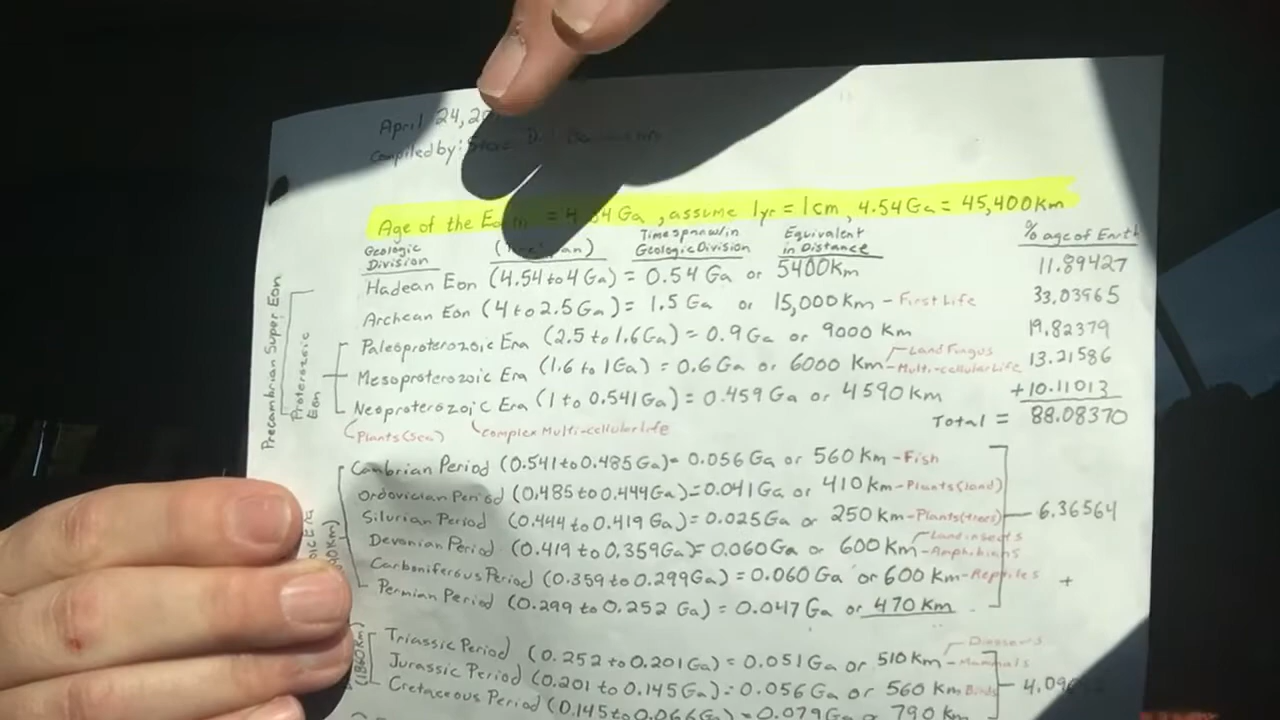 April 24, 20
Compiled by: D.
Age of the Earth = 4.54 Ga, assume 1yr = 1cm, 4.54 Ga = 45,400Km
Geologic Division (Time Span) Time span w/in Geologic Division Equivalent in Distance % age of Earth
Hadean Eon (4.54 to 4 Ga) = 0.54 Ga or 5400Km 11.89427
Archean Eon (4 to 2.5 Ga) = 1.5 Ga or 15,000 Km - First Life 33.03965
Paleoproterozoic Era (2.5 to 1.6 Ga) = 0.9 Ga or 9000 Km 19.82379
Mesoproterozoic Era (1.6 to 1 Ga) = 0.6 Ga or 6000 Km - Land Fungus - Multi-cellular Life 13.21586
Neoproterozoic Era (1 to 0.541 Ga) = 0.459 Ga or 4590 Km +10.11013
Plants (Sea) Complex Multi-cellular life
Total = 88.08370
Precambrian Super Eon
Proterozoic Eon
Cambrian Period (0.541 to 0.485 Ga) = 0.056 Ga or 560 Km - Fish
Ordovician Period (0.485 to 0.444 Ga) = 0.041 Ga or 410 Km - Plants (land)
Silurian Period (0.444 to 0.419 Ga) = 0.025 Ga or 250 Km - Plants (trees) 6.36564
Devonian Period (0.419 to 0.359 Ga) = 0.060 Ga or 600 Km - Land insects - Amphibians
Carboniferous Period (0.359 to 0.299 Ga) = 0.060 Ga or 600 Km - Reptiles +
Permian Period (0.299 to 0.252 Ga) = 0.047 Ga or 470 Km
Triassic Period (0.252 to 0.201 Ga) = 0.051 Ga or 510 Km - Dinosaurs - Mammals
Jurassic Period (0.201 to 0.145 Ga) = 0.056 Ga or 560 Km Birds 4.09
Cretaceous Period (0.145 to 0.066 Ga) = 0.079 Ga or 790 Km
(1860 Km)